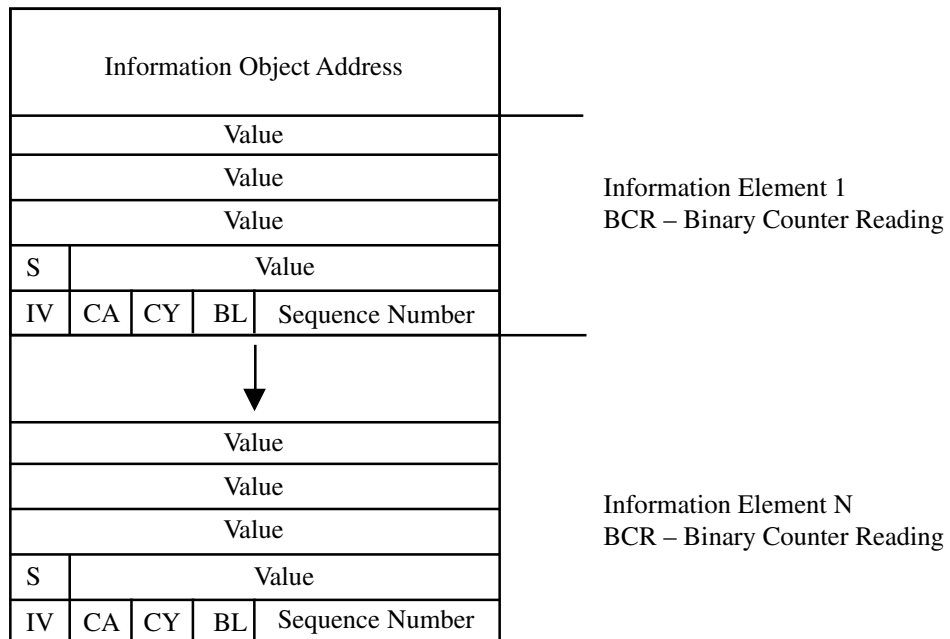 Information Object Address
Value
Value
Value
S Value
IV CA CY BL Sequence Number
Information Element 1
BCR – Binary Counter Reading
Value
Value
Value
S Value
IV CA CY BL Sequence Number
Information Element N
BCR – Binary Counter Reading